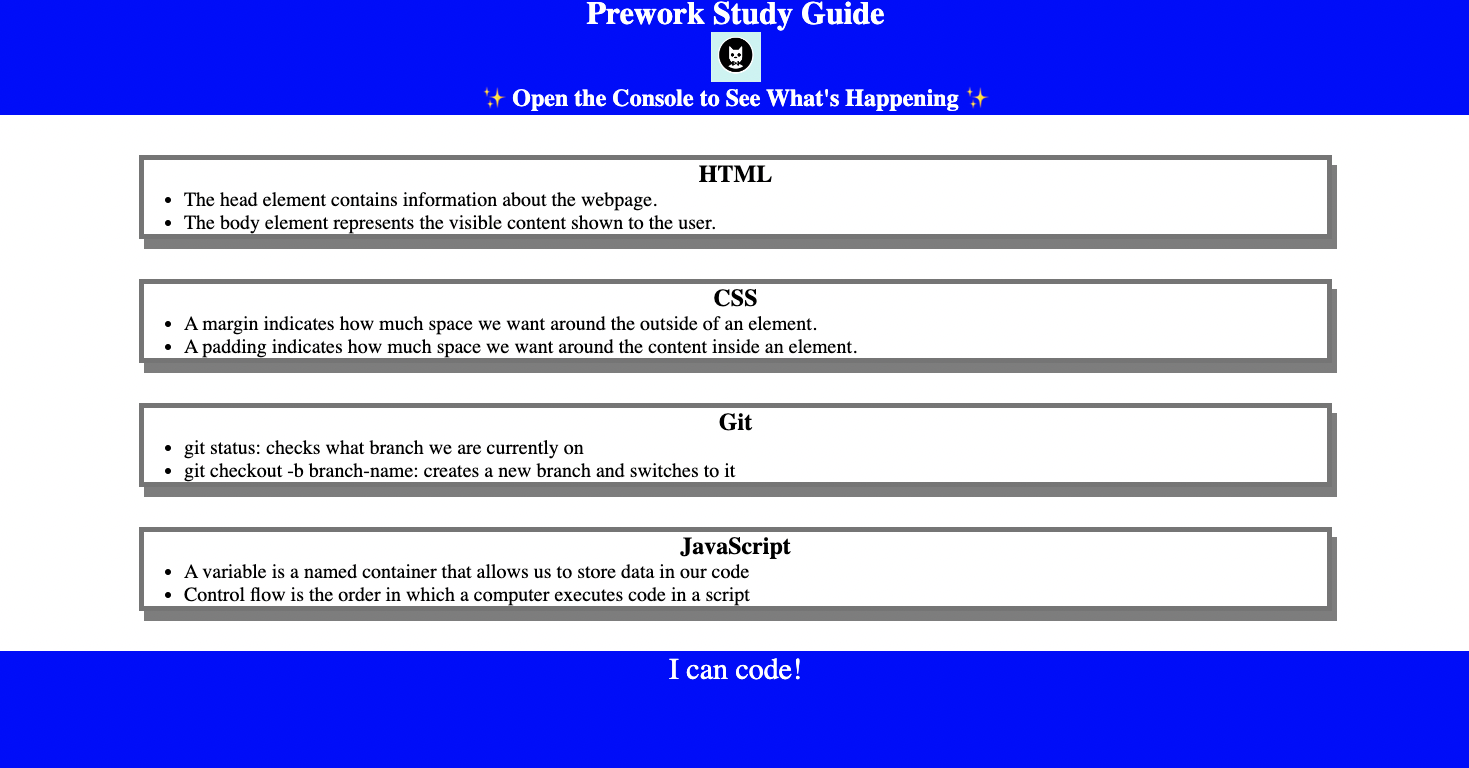 Prework Study Guide
✨ Open the Console to See What's Happening ✨
HTML
• The head element contains information about the webpage.
• The body element represents the visible content shown to the user.
CSS
• A margin indicates how much space we want around the outside of an element.
• A padding indicates how much space we want around the content inside an element.
Git
• git status: checks what branch we are currently on
• git checkout -b branch-name: creates a new branch and switches to it
JavaScript
• A variable is a named container that allows us to store data in our code
• Control flow is the order in which a computer executes code in a script
I can code!